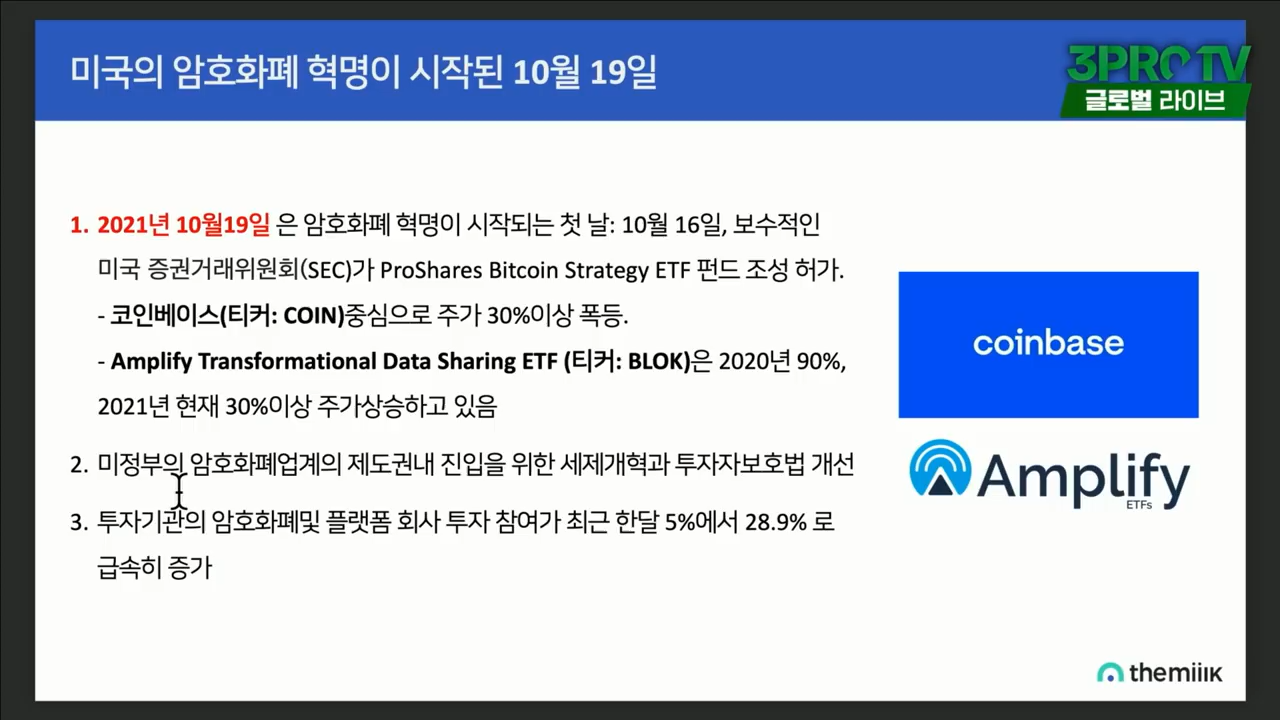 미국의 암호화폐 혁명이 시작된 10월 19일
3PRO TV
글로벌 라이브
1. 2021년 10월19일 은 암호화폐 혁명이 시작되는 첫 날: 10월 16일, 보수적인
미국 증권거래위원회(SEC)가 ProShares Bitcoin Strategy ETF 펀드 조성 허가.
- 코인베이스(티커: COIN)중심으로 주가 30%이상 폭등.
- Amplify Transformational Data Sharing ETF (티커: BLOK)은 2020년 90%,
2021년 현재 30%이상 주가상승하고 있음
2. 미정부의 암호화폐업계의 제도권내 진입을 위한 세제개혁과 투자자보호법 개선
3. 투자기관의 암호화폐및 플랫폼 회사 투자 참여가 최근 한달 5%에서 28.9% 로
급속히 증가
coinbase
Amplify
ETFs
themiilk